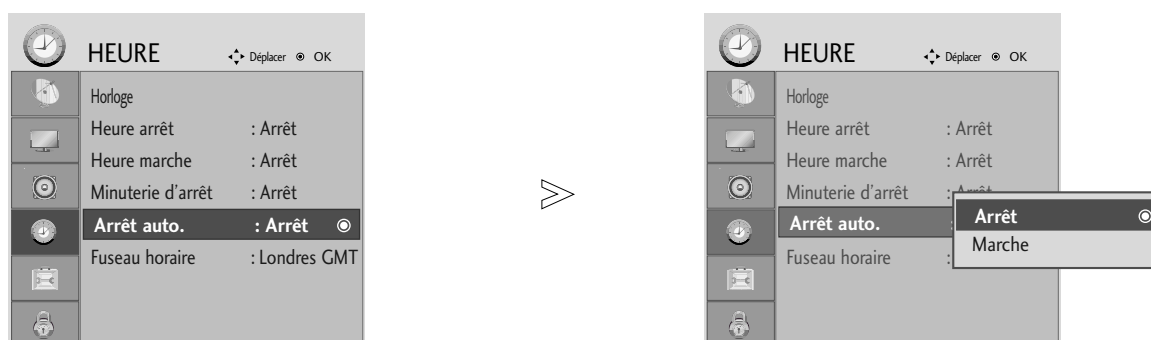 HEURE Déplacer OK
Horloge
Heure arrêt : Arrêt
Heure marche : Arrêt
Minuterie d'arrêt : Arrêt
Arrêt auto. : Arrêt
Fuseau horaire : Londres GMT
HEURE Déplacer OK
Horloge
Heure arrêt : Arrêt
Heure marche : Arrêt
Minuterie d'arrêt : Arrêt
Arrêt auto. :
Fuseau horaire :
Arrêt
Marche